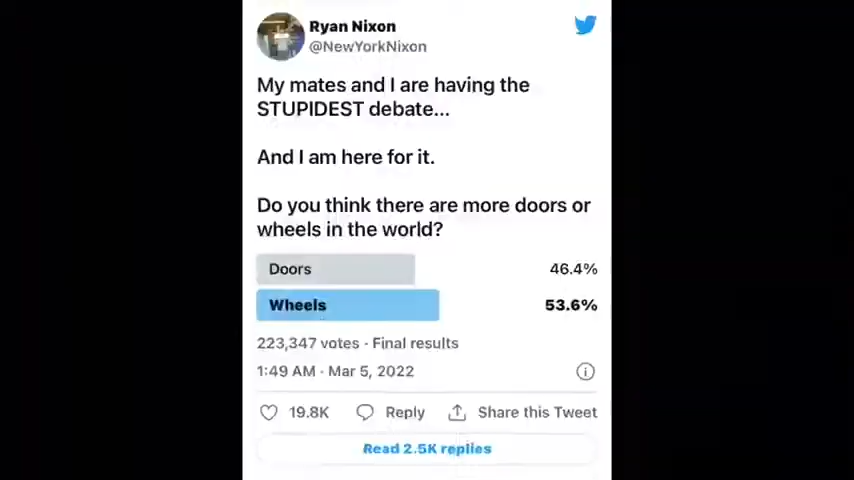 Ryan Nixon
@NewYorkNixon
My mates and I are having the
STUPIDEST debate...
And I am here for it.
Do you think there are more doors or
wheels in the world?
Doors 46.4%
Wheels 53.6%
223,347 votes · Final results
1:49 AM · Mar 5, 2022
19.8K Reply Share this Tweet
Read 2.5K replies